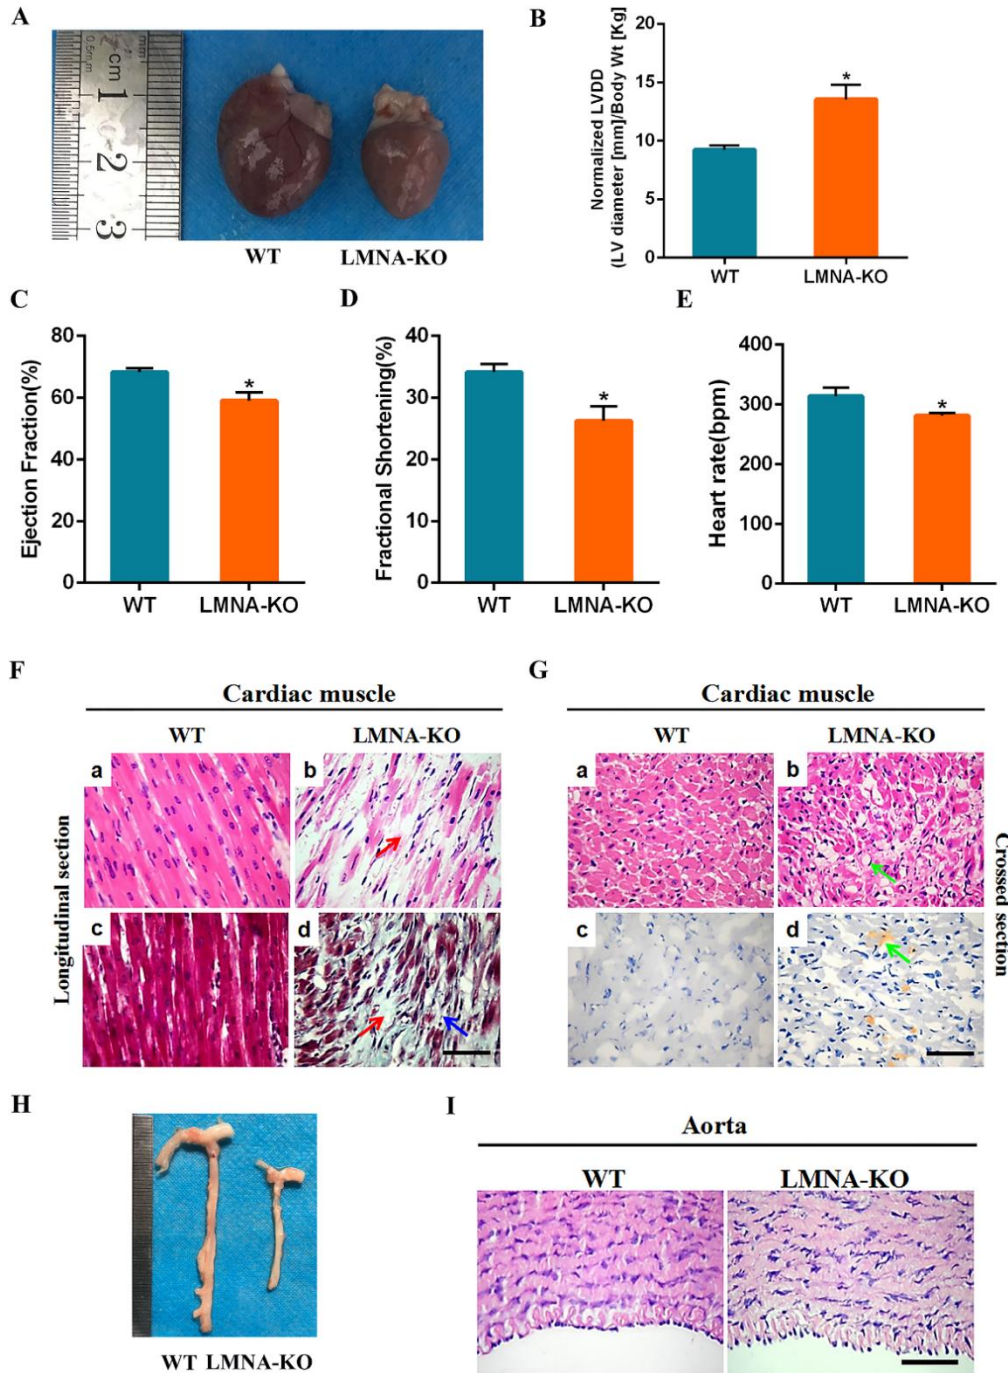 A
0.5m,m
mm
cm
1
2
3
WT LMNA-KO
B
Normalized LVDD
(LV diameter [mm]/Body Wt [Kg])
20
15
10
5
0
*
WT LMNA-KO
C
Ejection Fraction(%)
80
60
40
20
0
*
WT LMNA-KO
D
Fractional Shortening(%)
40
30
20
10
0
*
WT LMNA-KO
E
Heart rate(bpm)
400
300
200
100
0
*
WT LMNA-KO
F
Cardiac muscle
WT LMNA-KO
Longitudinal section
a b
c d
G
Cardiac muscle
WT LMNA-KO
a b
c d
Crossed section
H
WT LMNA-KO
I
Aorta
WT LMNA-KO